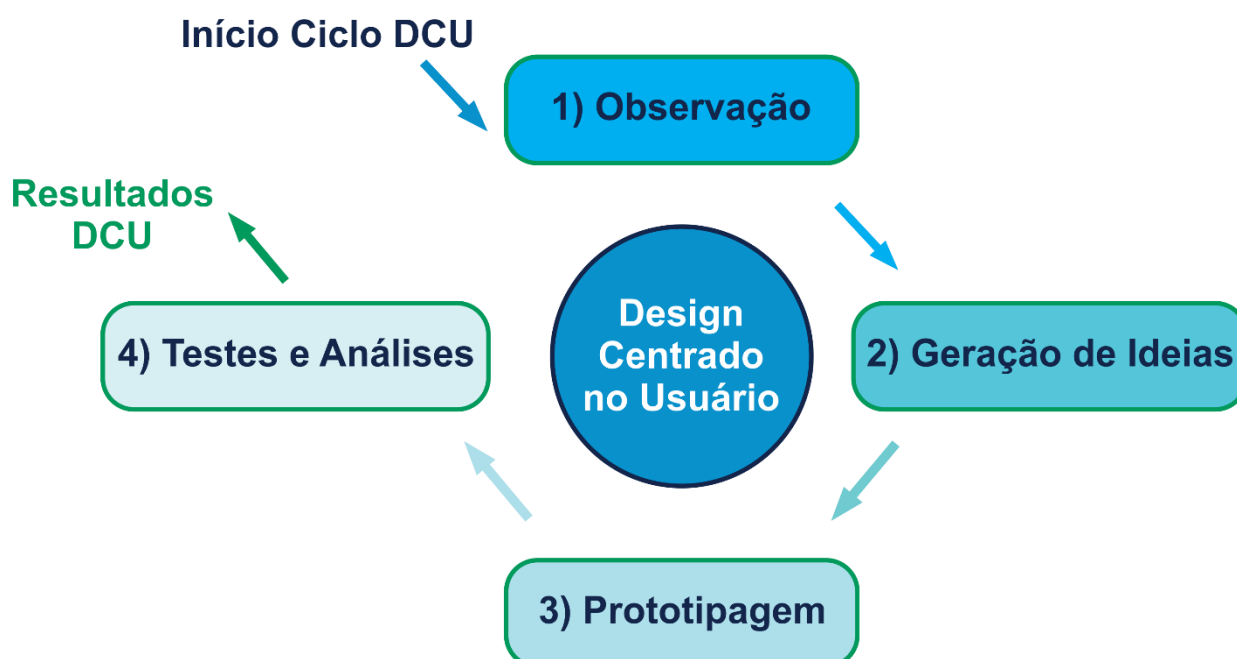 Início Ciclo DCU
1) Observação
Resultados
DCU
Design
Centrado
no Usuário
4) Testes e Análises
2) Geração de Ideias
3) Prototipagem